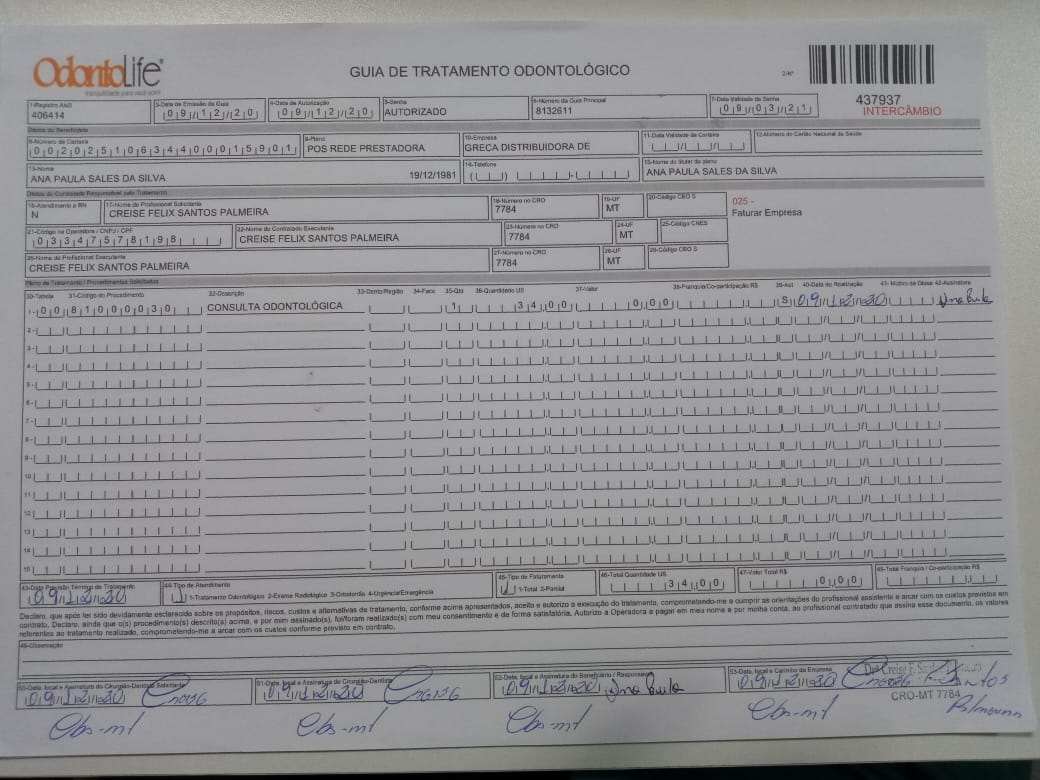 OdontoLife®
tranquilidade para você sorrir
GUIA DE TRATAMENTO ODONTOLÓGICO
2-Nº
437937
INTERCÂMBIO
1-Registro ANS
406414
3-Data de Emissão da Guia
09/12/20
4-Data de Autorização
09/12/20
5-Senha
AUTORIZADO
6-Número da Guia Principal
8132611
7-Data Validade da Senha
09/03/21
Dados do Beneficiário
8-Número da Carteira
00202510634400015901
9-Plano
POS REDE PRESTADORA
10-Empresa
GRECA DISTRIBUIDORA DE
11-Data Validade da Carteira
12-Número do Cartão Nacional de Saúde
13-Nome
ANA PAULA SALES DA SILVA 19/12/1981
14-Telefone
15-Nome do titular do plano
ANA PAULA SALES DA SILVA
Dados do Contratado Responsável pelo Tratamento
16-Atendimento a RN
N
17-Nome do Profissional Solicitante
CREISE FELIX SANTOS PALMEIRA
18-Número no CRO
7784
19-UF
MT
20-Código CBO S
025 -
Faturar Empresa
21-Código na Operadora / CNPJ / CPF
03347578198
22-Nome do Contratado Executante
CREISE FELIX SANTOS PALMEIRA
23-Número no CRO
7784
24-UF
MT
25-Código CNES
26-Nome do Profissional Executante
CREISE FELIX SANTOS PALMEIRA
27-Número no CRO
7784
28-UF
MT
29-Código CBO S
Plano de Tratamento / Procedimentos Solicitados
30-Tabela 31-Código do Procedimento 32-Descrição 33-Dente/Região 34-Face 35-Qtd 36-Quantidade US 37-Valor 38-Franquia/Co-participação R$ 39-Aut 40-Data de Realização 41- Motivo de Glosa 42-Assinatura
1- 00 81000030 CONSULTA ODONTOLÓGICA 1 34,00 0,00 S 09/12/20 Ana Paula
2-
3-
4-
5-
6-
7-
8-
9-
10
11
12
13
14
15
43-Data Previsão Término do Tratamento
09/12/20
44-Tipo de Atendimento
1-Tratamento Odontológico 2-Exame Radiológico 3-Ortodontia 4-Urgência/Emergência
45-Tipo de Faturamento
1-Total 2-Parcial
46-Total Quantidade US
34,00
47-Valor Total R$
0,00
48-Total Franquia / Co-participação R$
Declaro, que após ter sido devidamente esclarecido sobre os propósitos, riscos, custos e alternativas de tratamento, conforme acima apresentados, aceito e autorizo a execução do tratamento, comprometendo-me a cumprir as orientações do profissional assistente e arcar com os custos previstos em
contrato. Declaro, ainda que o(s) procedimento(s) descrito(s) acima, e por mim assinado(s), foi/foram realizado(s) com meu consentimento e de forma satisfatória. Autorizo a Operadora a pagar em meu nome e por minha conta, ao profissional contratado que assina esse documento, os valores
referentes ao tratamento realizado, comprometendo-me a arcar com os custos conforme previsto em contrato.
49-Observação
50-Data, local e Assinatura do Cirurgião-Dentista Solicitante
09/12/20
51-Data, local e Assinatura do Cirurgião-Dentista
09/12/20
52-Data, local e Assinatura do Beneficiário / Responsável
09/12/20 Ana Paula
53-Data, local e Carimbo da Empresa
09/12/20
Santos
CRO-MT 7784
Cbs-mt Cbs-mt Cbs-mt Cbs-mt